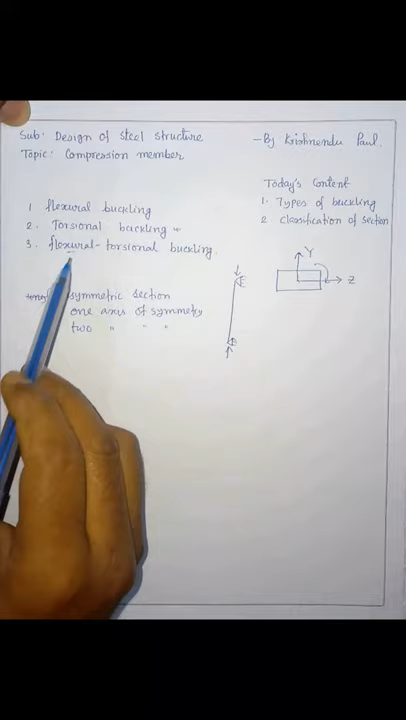 Sub: Design of Steel structure
- By Krishnendu Paul.
Topic: Compression member
Today's Content
1. Types of buckling
2 Classification of section
1 flexural buckling
2. Torsional buckling
3. flexural-torsional buckling.
symmetric section
one axis of symmetry
two " " "
Y
Z